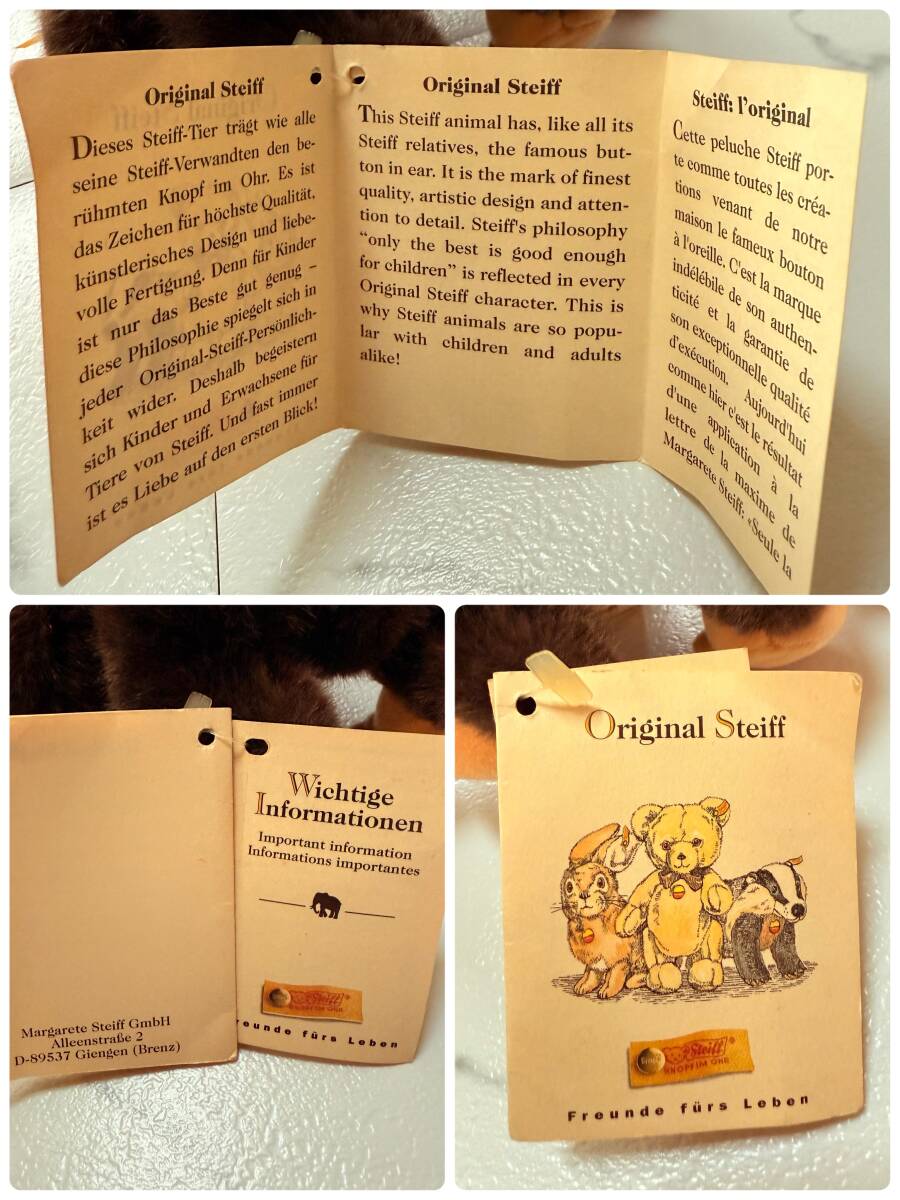 Original Steiff
Dieses Steiff-Tier trägt wie alle
seine Steiff-Verwandten den be-
rühmten Knopf im Ohr. Es ist
das Zeichen für höchste Qualität,
künstlerisches Design und liebe-
volle Fertigung. Denn für Kinder
ist nur das Beste gut genug –
diese Philosophie spiegelt sich in
jeder Original-Steiff-Persönlich-
keit wider. Deshalb begeistern
sich Kinder und Erwachsene für
Tiere von Steiff. Und fast immer
ist es Liebe auf den ersten Blick!
Original Steiff
This Steiff animal has, like all its
Steiff relatives, the famous but-
ton in ear. It is the mark of finest
quality, artistic design and atten-
tion to detail. Steiff's philosophy
“only the best is good enough
for children” is reflected in every
Original Steiff character. This is
why Steiff animals are so popu-
lar with children and adults
alike!
Steiff: l'original
Cette peluche Steiff por-
te comme toutes les créa-
tions venant de notre
maison le fameux bouton
à l'oreille. C'est la marque
indélébile de son authen-
ticité et la garantie de
son exceptionnelle qualité
d'exécution. Aujourd'hui
comme hier c'est le résultat
d'une application à la
lettre de la maxime de
Margarete Steiff: «Seule la
Margarete Steiff GmbH
Alleenstraße 2
D-89537 Giengen (Brenz)
Wichtige
Informationen
Important information
Informations importantes
Steiff®
KNOPF IM OHR
reunde fürs Leben
Original Steiff
Steiff®
KNOPF IM OHR
Freunde fürs Leben